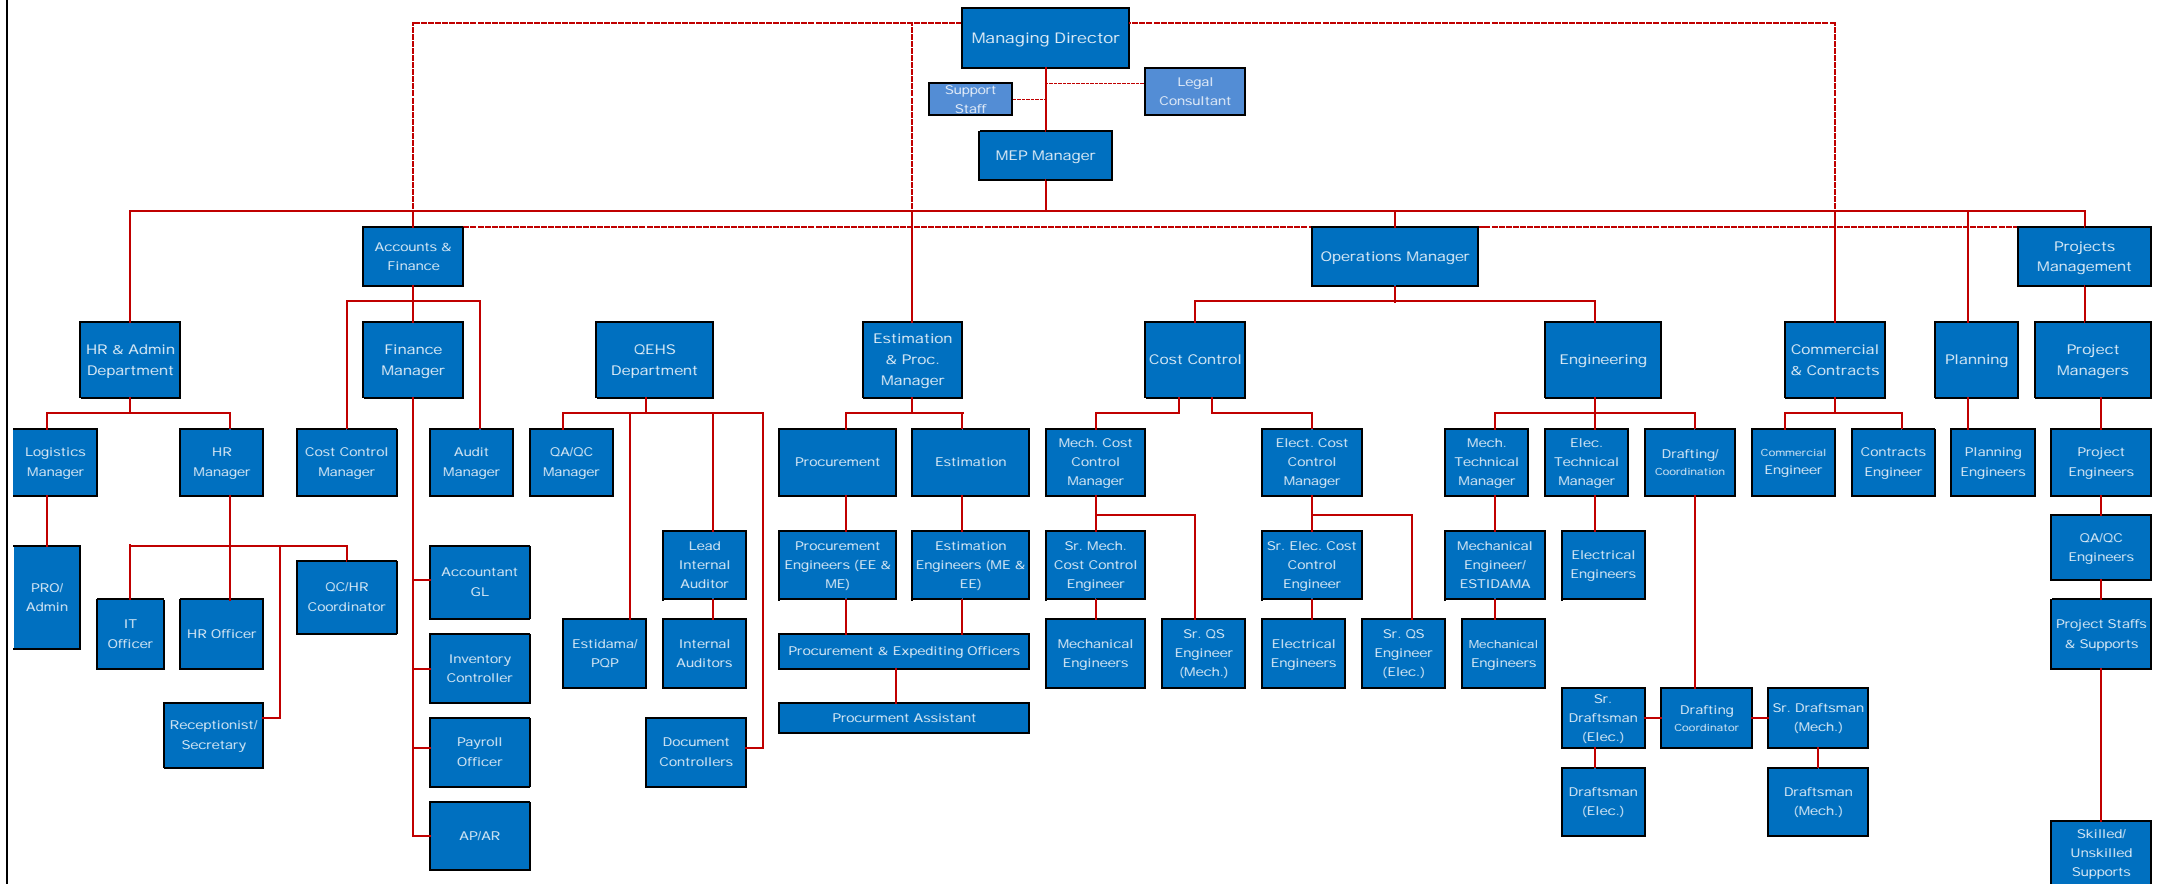 Managing Director
Support
Staff
Legal
Consultant
MEP Manager
Accounts &
Finance
Operations Manager
Projects
Management
HR & Admin
Department
Finance
Manager
QEHS
Department
Estimation
& Proc.
Manager
Cost Control
Engineering
Commercial
& Contracts
Planning
Project
Managers
Logistics
Manager
HR
Manager
Cost Control
Manager
Audit
Manager
QA/QC
Manager
Procurement
Estimation
Mech. Cost
Control
Manager
Elect. Cost
Control
Manager
Mech.
Technical
Manager
Elec.
Technical
Manager
Drafting/
Coordination
Commercial
Engineer
Contracts
Engineer
Planning
Engineers
Project
Engineers
PRO/
Admin
IT
Officer
HR Officer
QC/HR
Coordinator
Receptionist/
Secretary
Accountant
GL
Inventory
Controller
Payroll
Officer
AP/AR
Estidama/
PQP
Lead
Internal
Auditor
Internal
Auditors
Document
Controllers
Procurement
Engineers (EE &
ME)
Estimation
Engineers (ME &
EE)
Procurement & Expediting Officers
Procurment Assistant
Sr. Mech.
Cost Control
Engineer
Mechanical
Engineers
Sr. QS
Engineer
(Mech.)
Sr. Elec. Cost
Control
Engineer
Electrical
Engineers
Sr. QS
Engineer
(Elec.)
Mechanical
Engineer/
ESTIDAMA
Mechanical
Engineers
Electrical
Engineers
Sr.
Draftsman
(Elec.)
Drafting
Coordinator
Sr. Draftsman
(Mech.)
Draftsman
(Elec.)
Draftsman
(Mech.)
QA/QC
Engineers
Project Staffs
& Supports
Skilled/
Unskilled
Supports